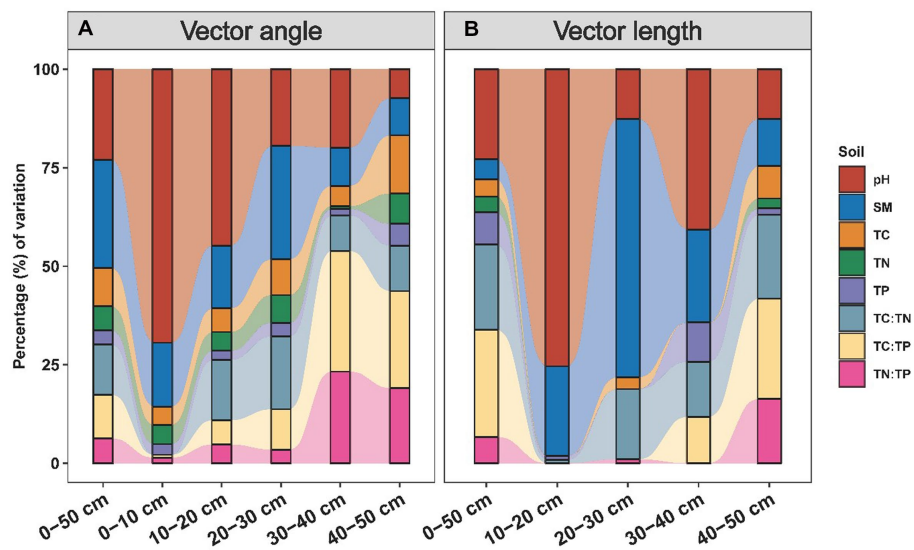 A
Vector angle
B
Vector length
Percentage (%) of variation
100
75
50
25
0
0–50 cm
0–10 cm
10–20 cm
20–30 cm
30–40 cm
40–50 cm
0–50 cm
10–20 cm
20–30 cm
30–40 cm
40–50 cm
Soil
pH
SM
TC
TN
TP
TC:TN
TC:TP
TN:TP